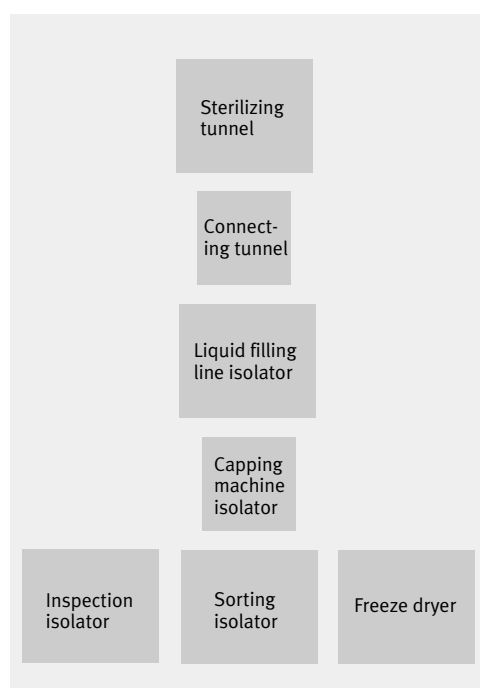 Sterilizing
tunnel
Connect-
ing tunnel
Liquid filling
line isolator
Capping
machine
isolator
Inspection
isolator
Sorting
isolator
Freeze dryer